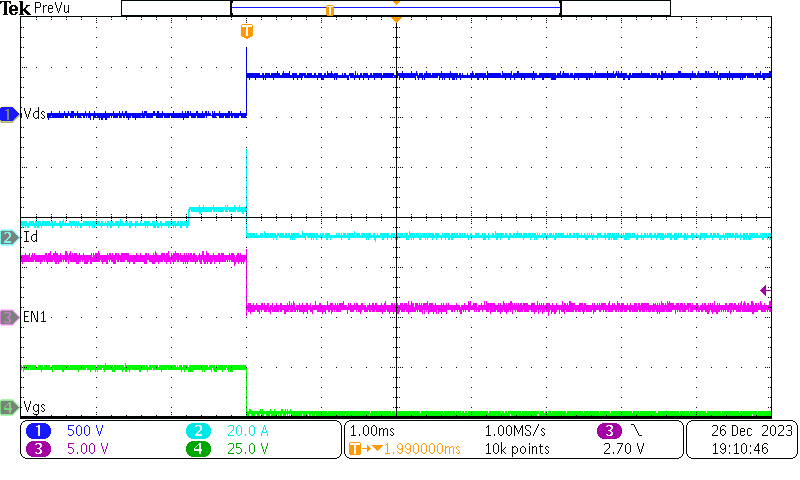 Tek PreVu
T
T
1 Vds
2 Id
3 EN1
4 Vgs
1 500 V 2 20.0 A 1.00ms 1.00MS/s 3 2.70 V 26 Dec 2023
3 5.00 V 4 25.0 V T→▼1.990000ms 10k points 19:10:46